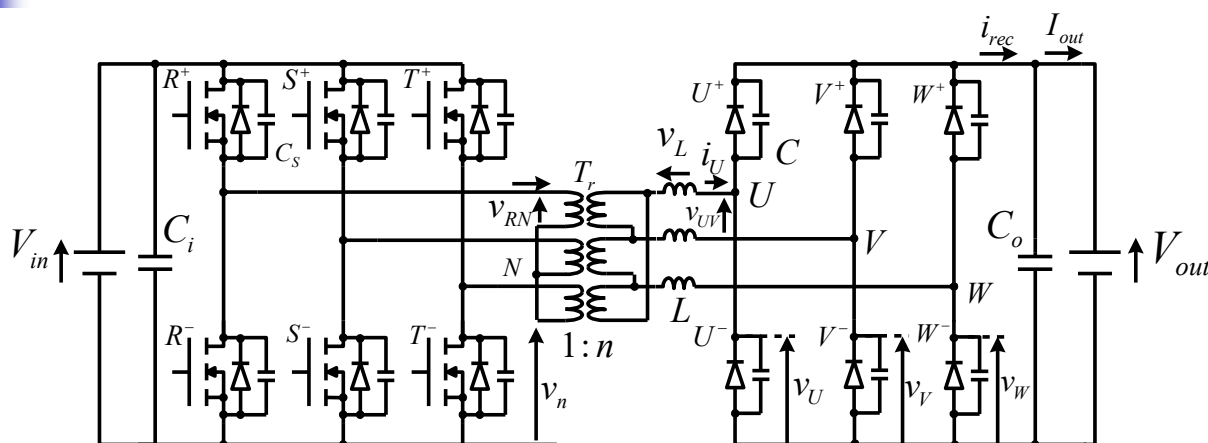 i_rec I_out
R⁺ S⁺ T⁺ U⁺ V⁺ W⁺
C_S v_L i_U C
T_r U
v_RN v_UV
V_in C_i N V C_o V_out
L W
R⁻ S⁻ T⁻ 1:n U⁻ V⁻ W⁻
v_n v_U v_V v_W